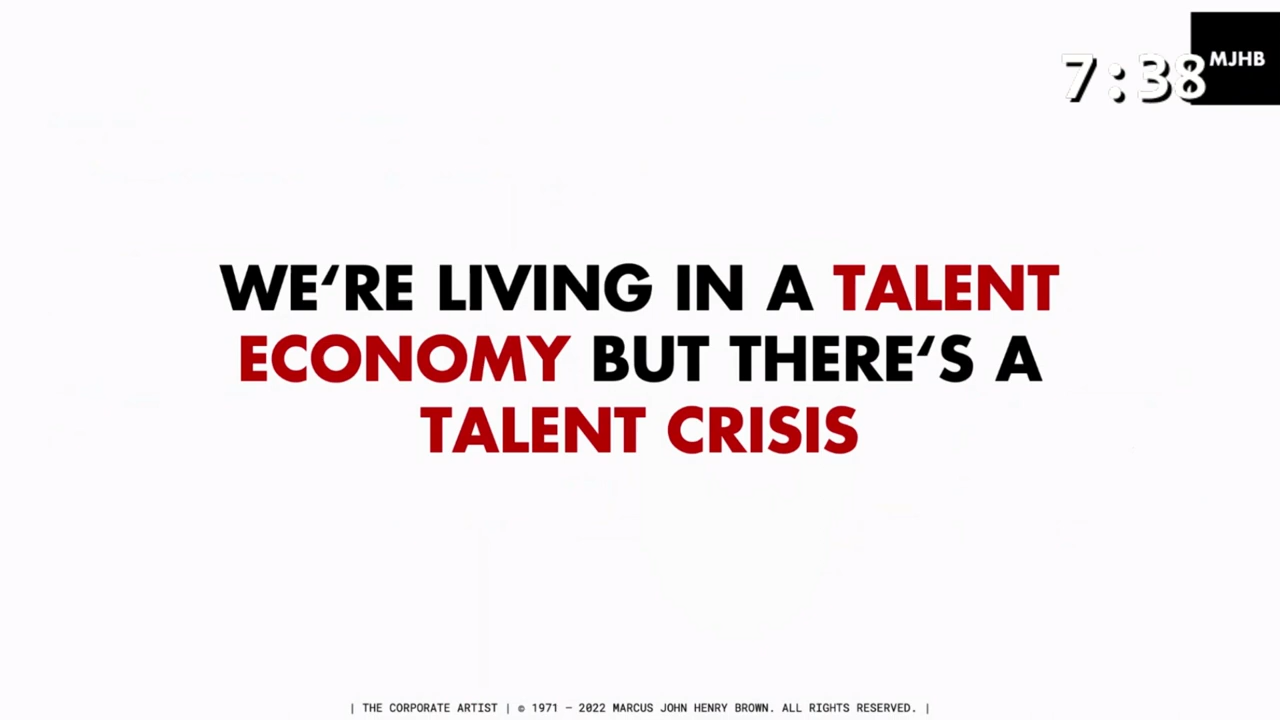 7:38
MJHB
WE‘RE LIVING IN A TALENT
ECONOMY BUT THERE‘S A
TALENT CRISIS
| THE CORPORATE ARTIST | © 1971 – 2022 MARCUS JOHN HENRY BROWN. ALL RIGHTS RESERVED. |